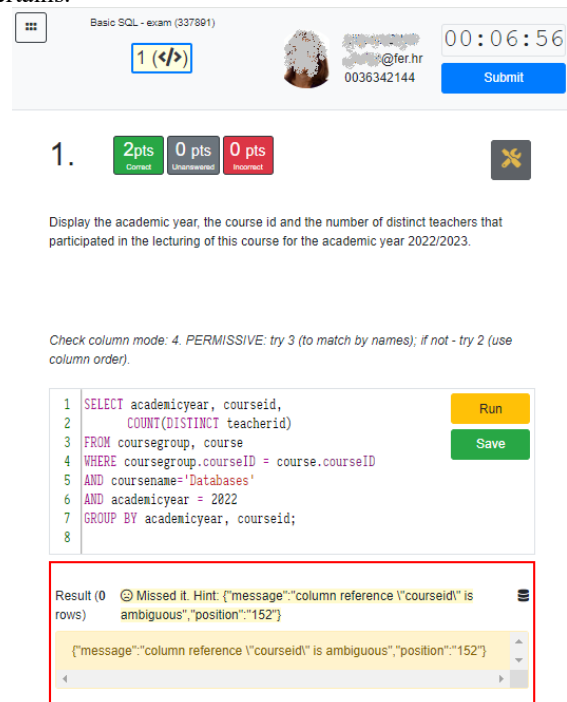 ertains.
Basic SQL - exam (337891)
1 (</>)
@fer.hr
0036342144
00:06:56
Submit
1.
2pts
Correct
0 pts
Unanswered
0 pts
Incorrect
Display the academic year, the course id and the number of distinct teachers that
participated in the lecturing of this course for the academic year 2022/2023.
Check column mode: 4. PERMISSIVE: try 3 (to match by names); if not - try 2 (use
column order).
1 SELECT academicyear, courseid,
2 COUNT(DISTINCT teacherid)
3 FROM coursegroup, course
4 WHERE coursegroup.courseID = course.courseID
5 AND coursename='Databases'
6 AND academicyear = 2022
7 GROUP BY academicyear, courseid;
8
Run
Save
Result (0
rows)
Missed it. Hint: {"message":"column reference \"courseid\" is
ambiguous","position":"152"}
{"message":"column reference \"courseid\" is ambiguous","position":"152"}